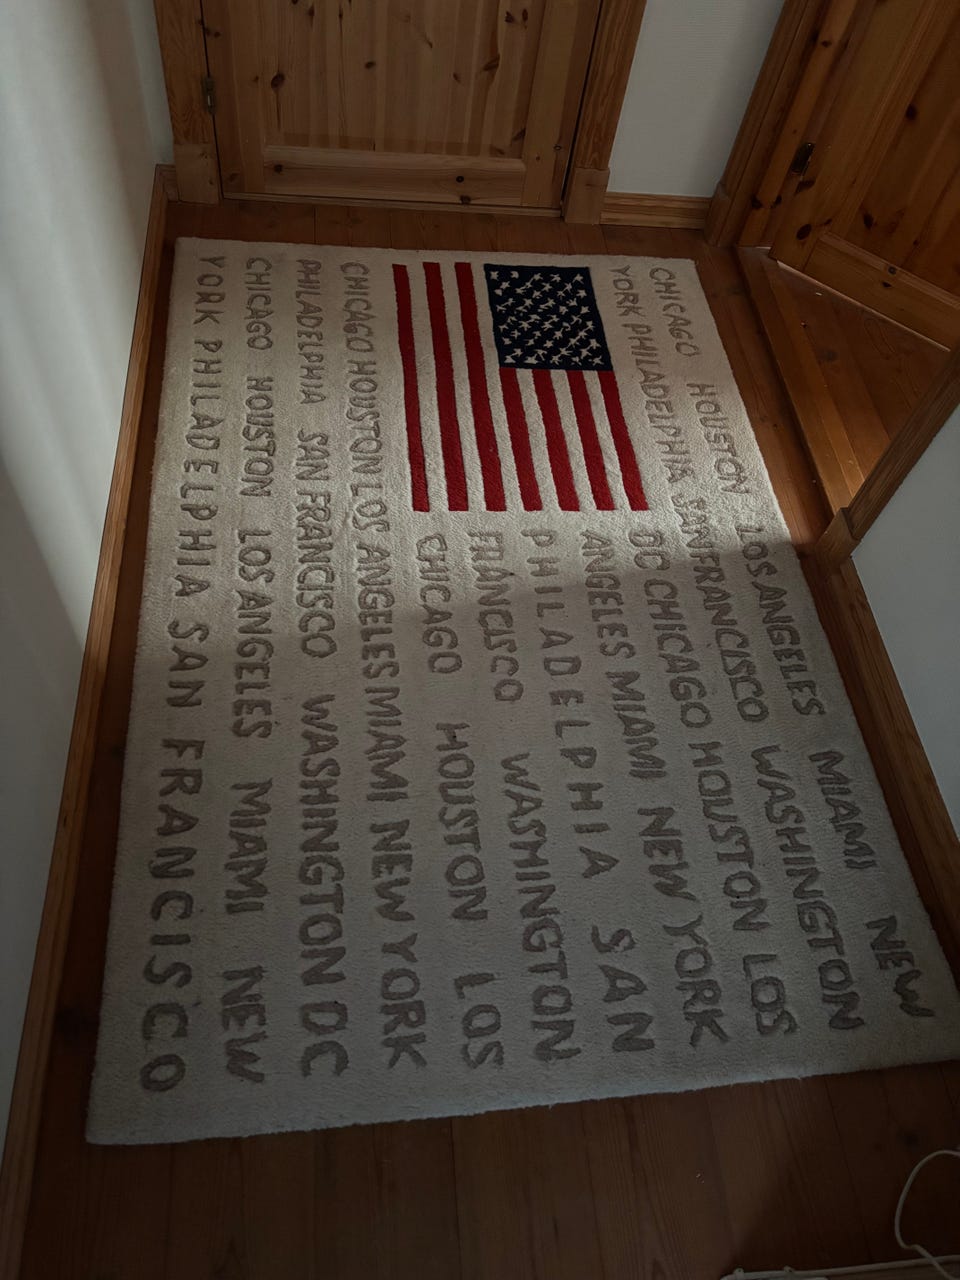 CHICAGO HOUSTON LOS ANGELES MIAMI NEW
YORK PHILADELPHIA SAN FRANCISCO WASHINGTON
DC CHICAGO HOUSTON LOS
ANGELES MIAMI NEW YORK
PHILADELPHIA SAN
FRANCISCO WASHINGTON
CHICAGO HOUSTON LOS
CHICAGO HOUSTON LOS ANGELES MIAMI NEW YORK
PHILADELPHIA SAN FRANCISCO WASHINGTON DC
CHICAGO HOUSTON LOS ANGELES MIAMI NEW
YORK PHILADELPHIA SAN FRANCISCO